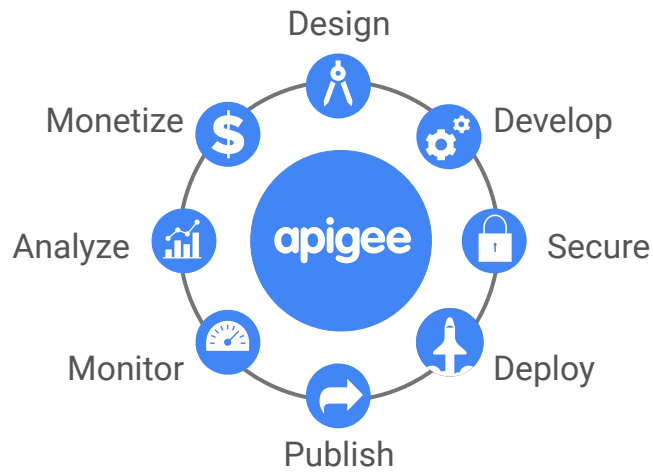 Design
Monetize
Develop
apigee
Analyze
Secure
Monitor
Deploy
Publish